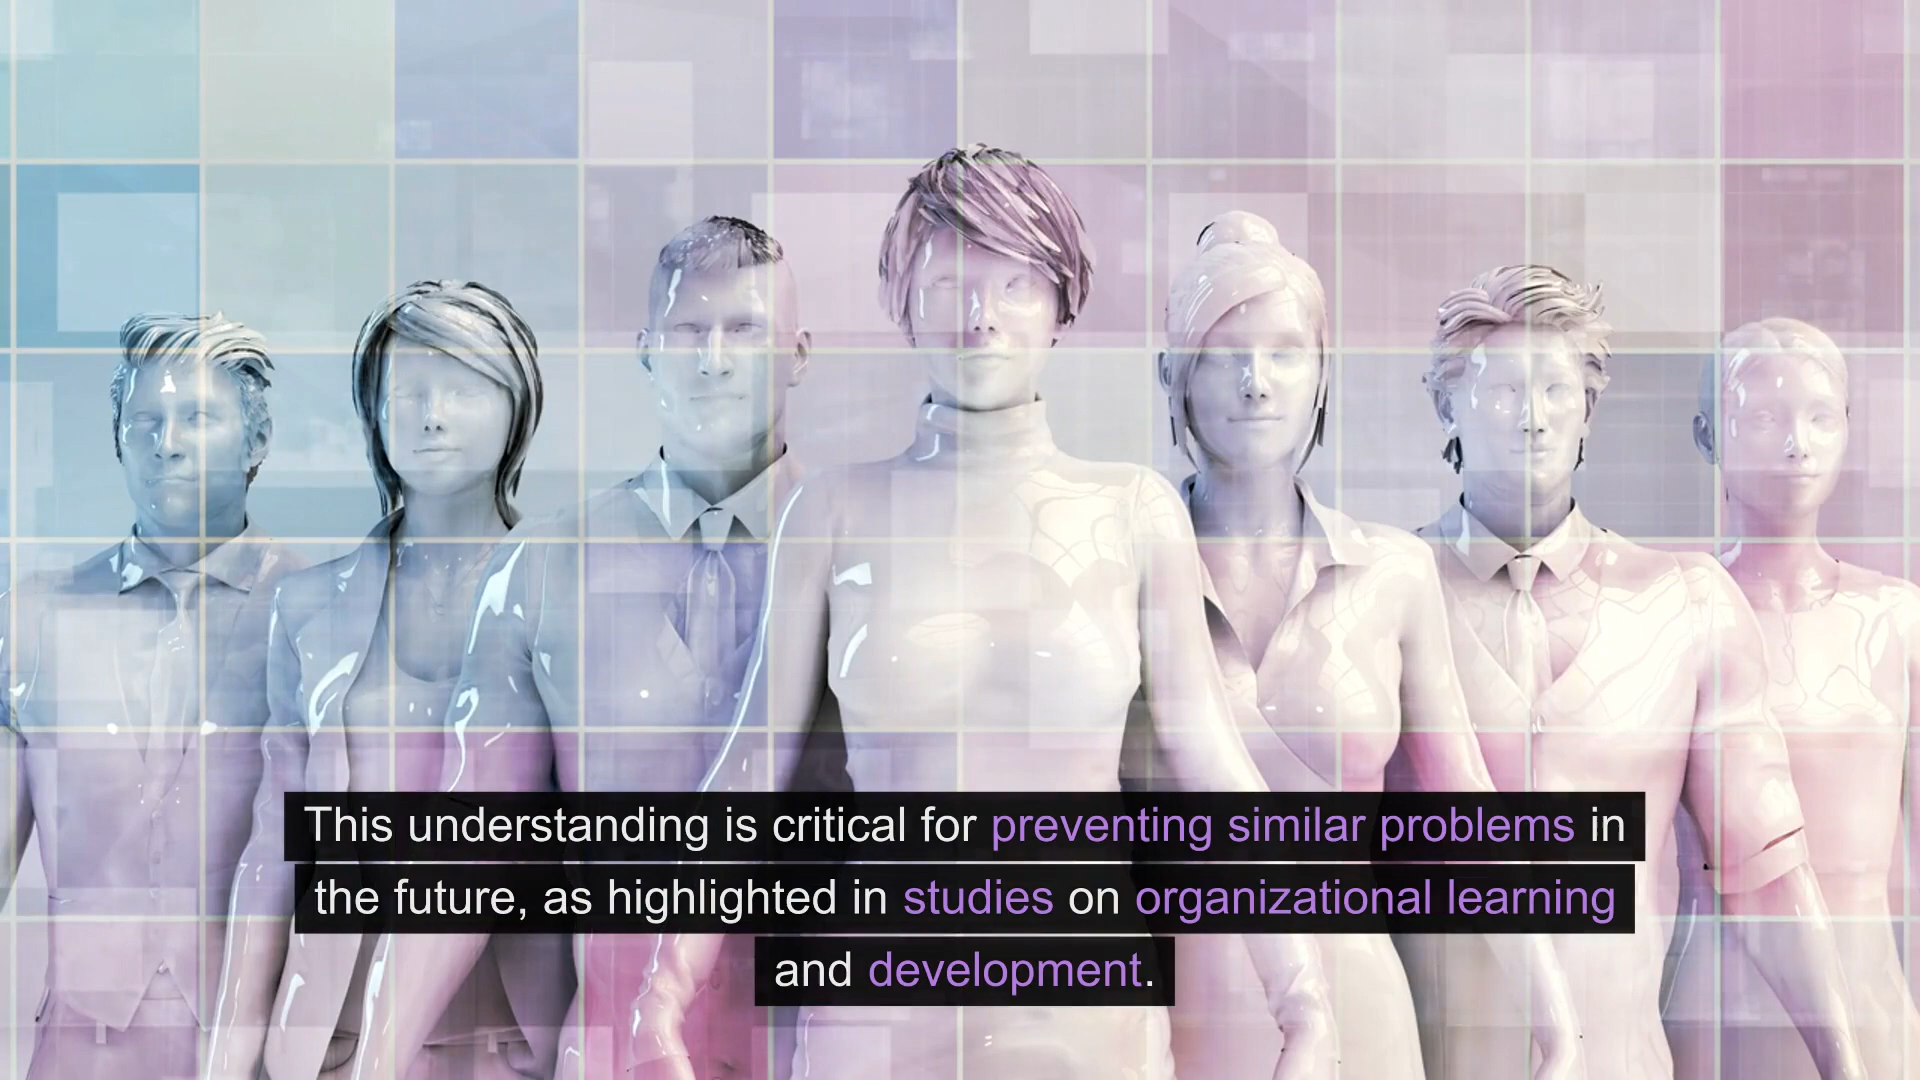 This understanding is critical for preventing similar problems in
the future, as highlighted in studies on organizational learning
and development.